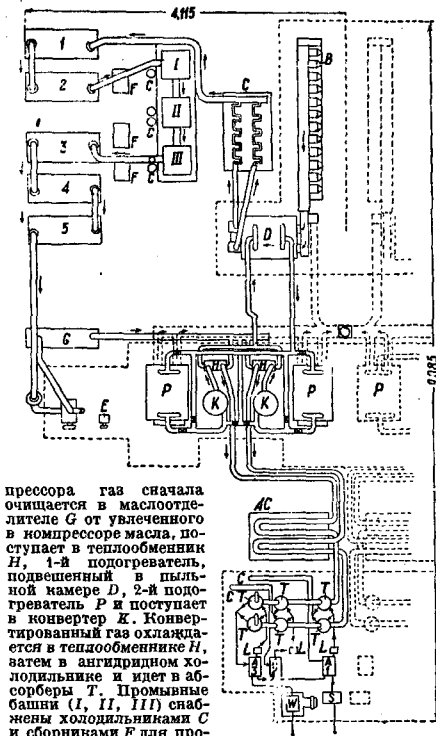 4,115
1
2
I
C
F
B
C
II
G
F
3
III
F
C
4
5
D
G
P
H
H
P
P
K
K
E
9,085
прессора газ сначала
очищается в маслоотде-
лителе G от увлеченного
в компрессоре масла, по-
ступает в теплообменник
H, 1-й подогреватель,
подвешенный в пыль-
ной камере D, 2-й подо-
греватель P и поступает
в конвертер K. Конвер-
тированный газ охлажда-
ется в теплообменнике H,
затем в ангидридном хо-
лодильнике и идет в аб-
сорберы T. Промывные
башни (I, II, III) снаб-
жены холодильниками C
и сборниками F для про-
AC
C
C
T
T
T
T
T
T
L
L
L
W
S